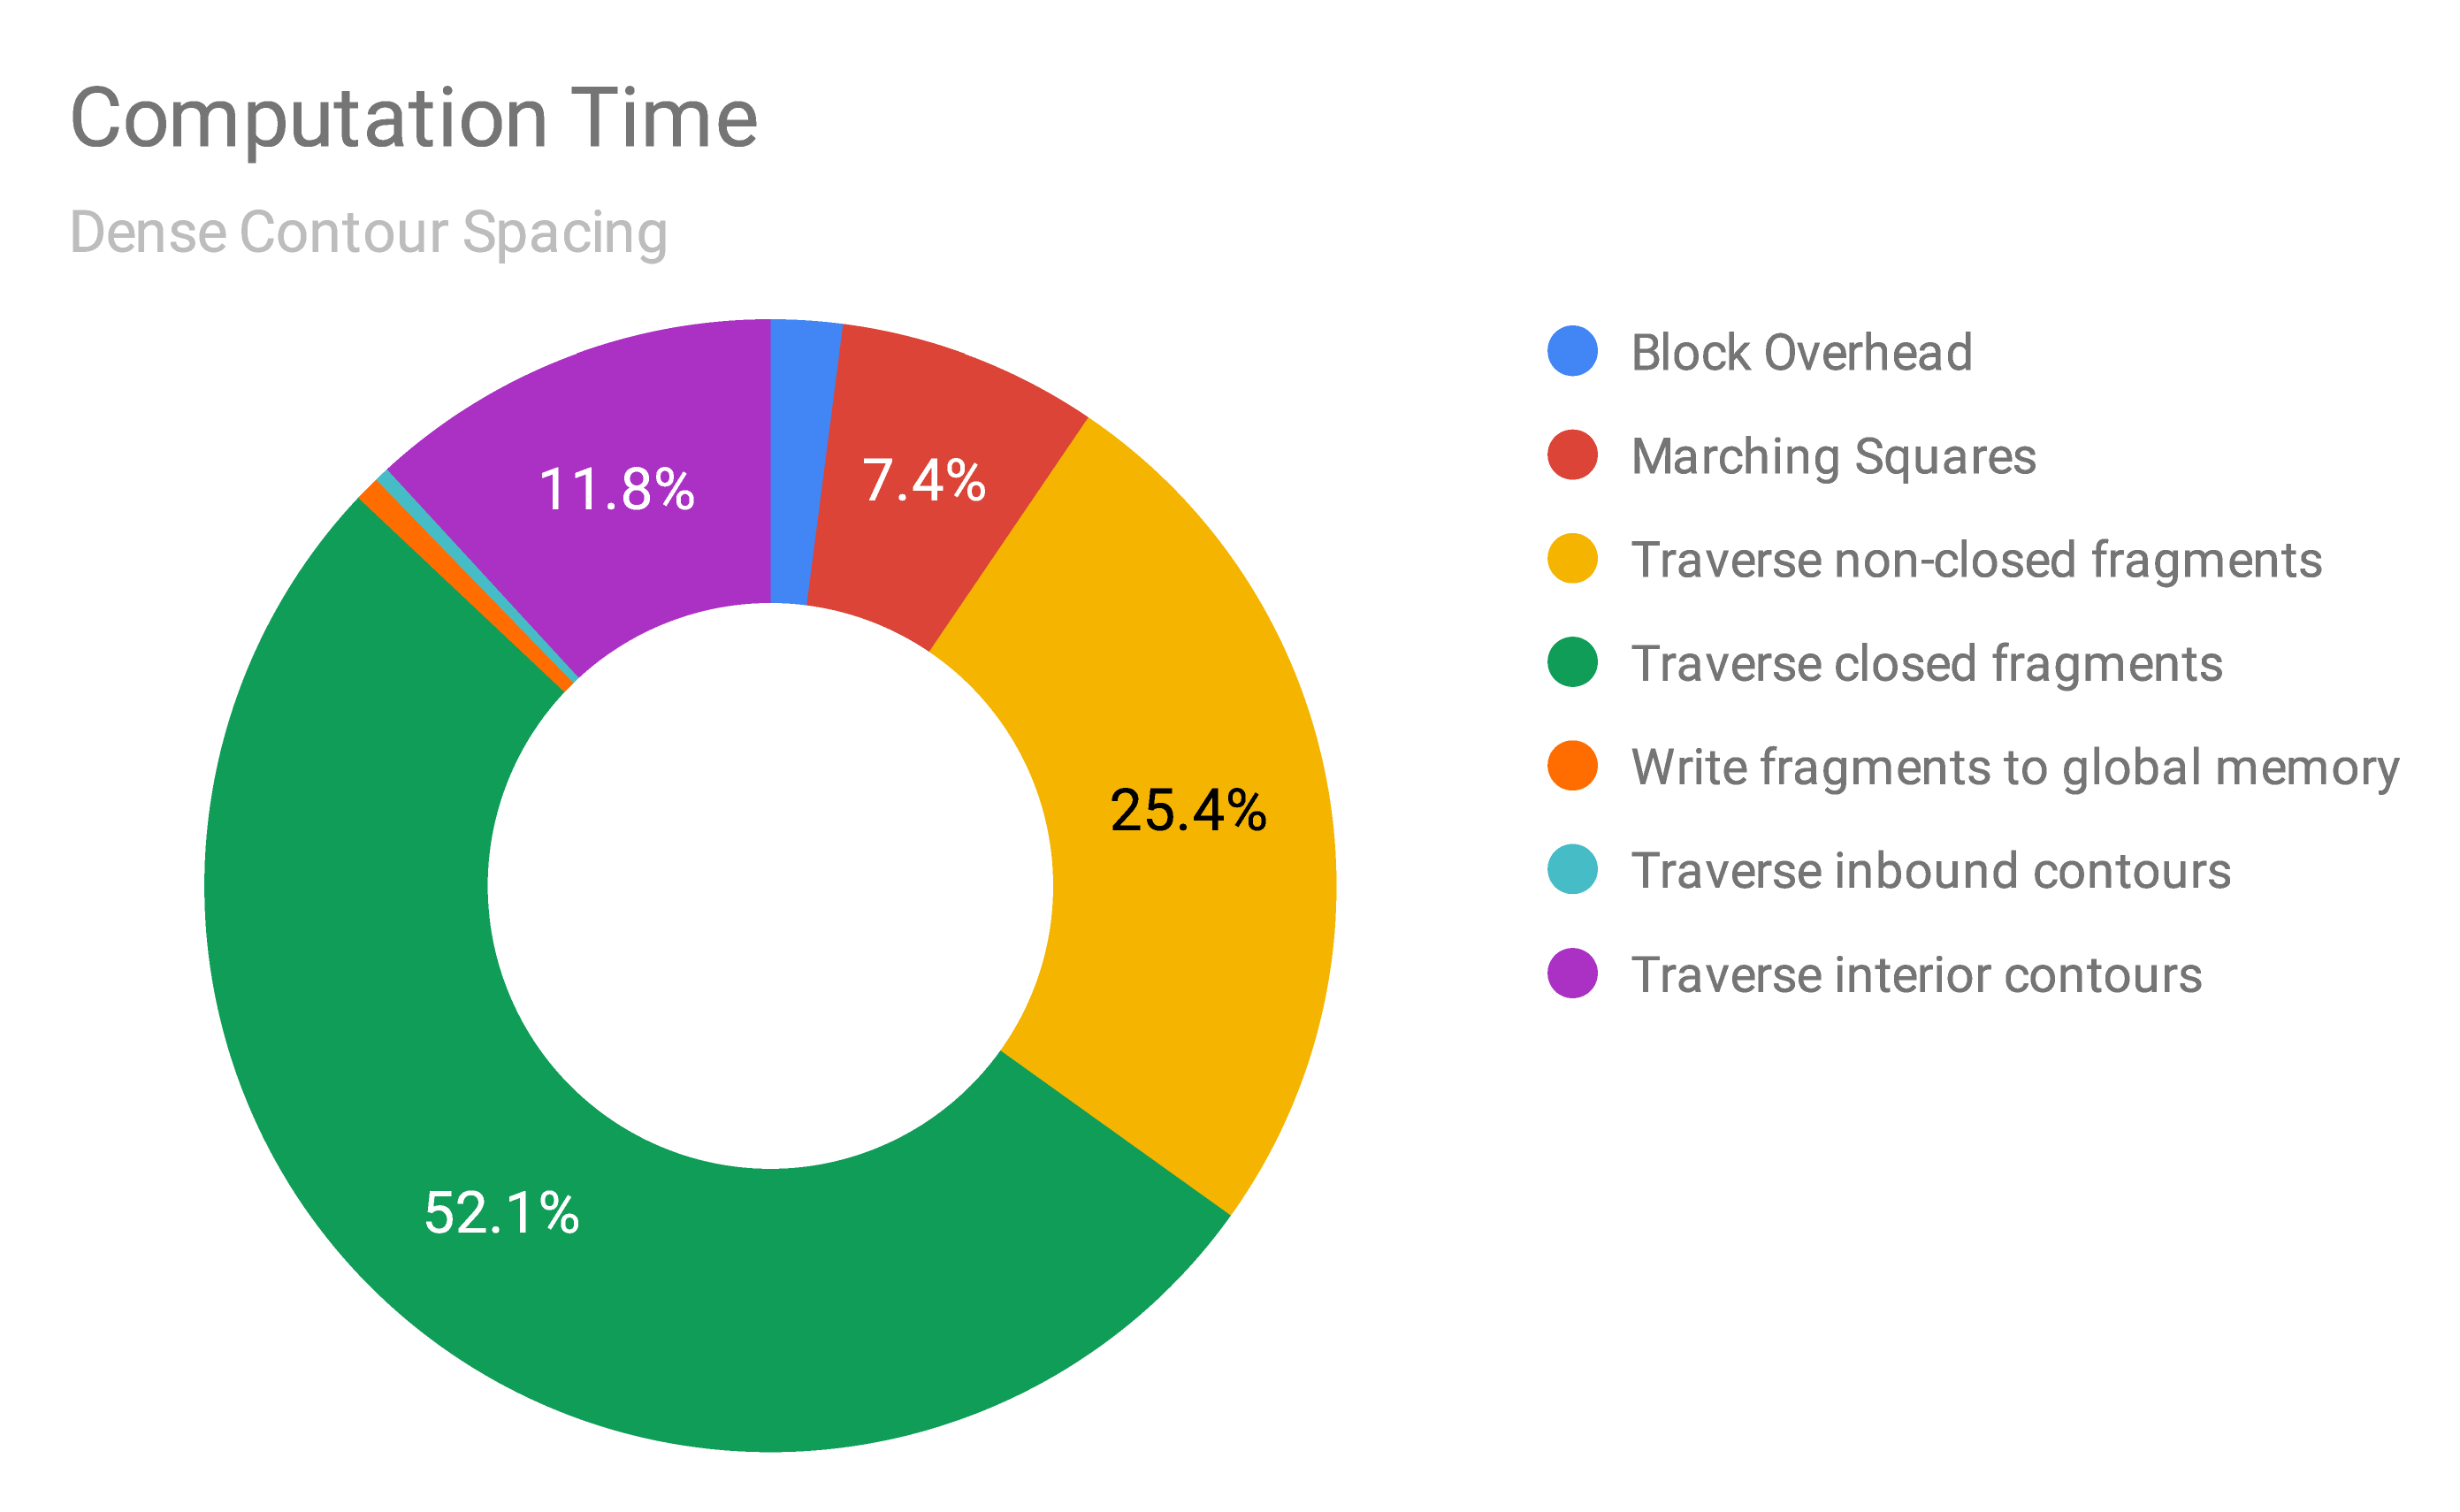 Computation Time
Dense Contour Spacing
Block Overhead
Marching Squares
Traverse non-closed fragments
Traverse closed fragments
Write fragments to global memory
Traverse inbound contours
Traverse interior contours
11.8%
7.4%
25.4%
52.1%